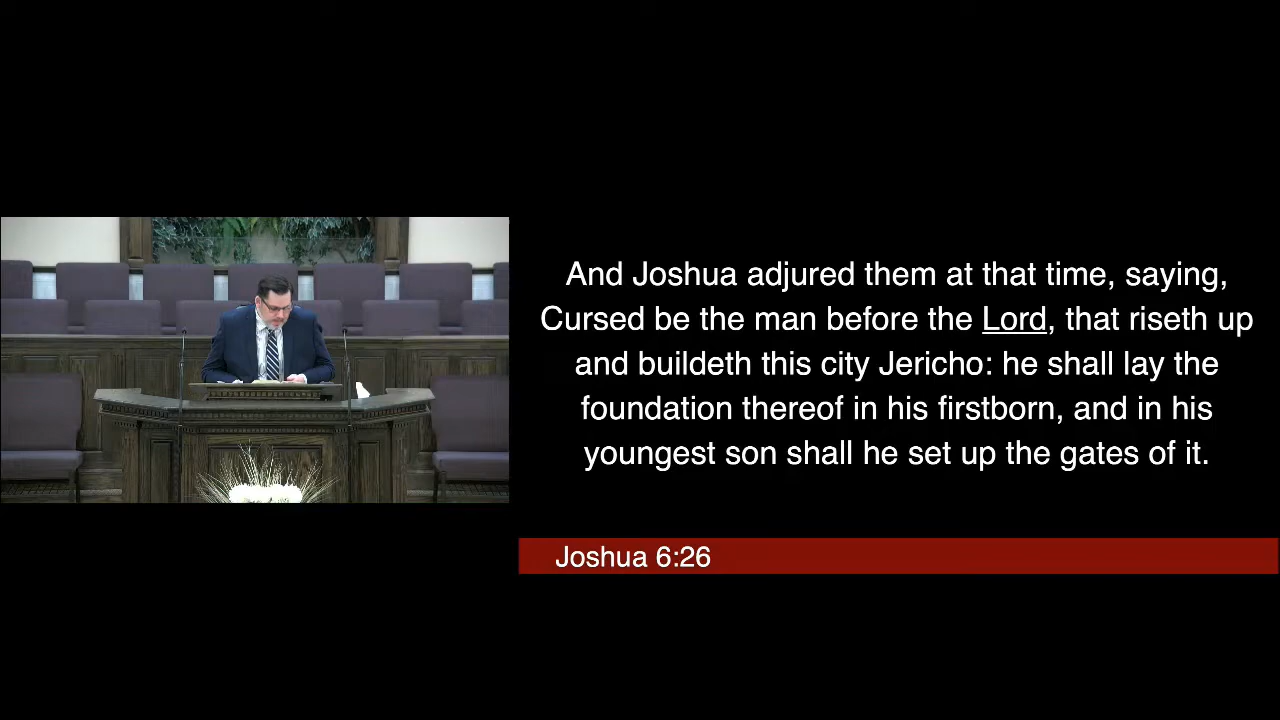 And Joshua adjured them at that time, saying,
Cursed be the man before the Lord, that riseth up
and buildeth this city Jericho: he shall lay the
foundation thereof in his firstborn, and in his
youngest son shall he set up the gates of it.
Joshua 6:26